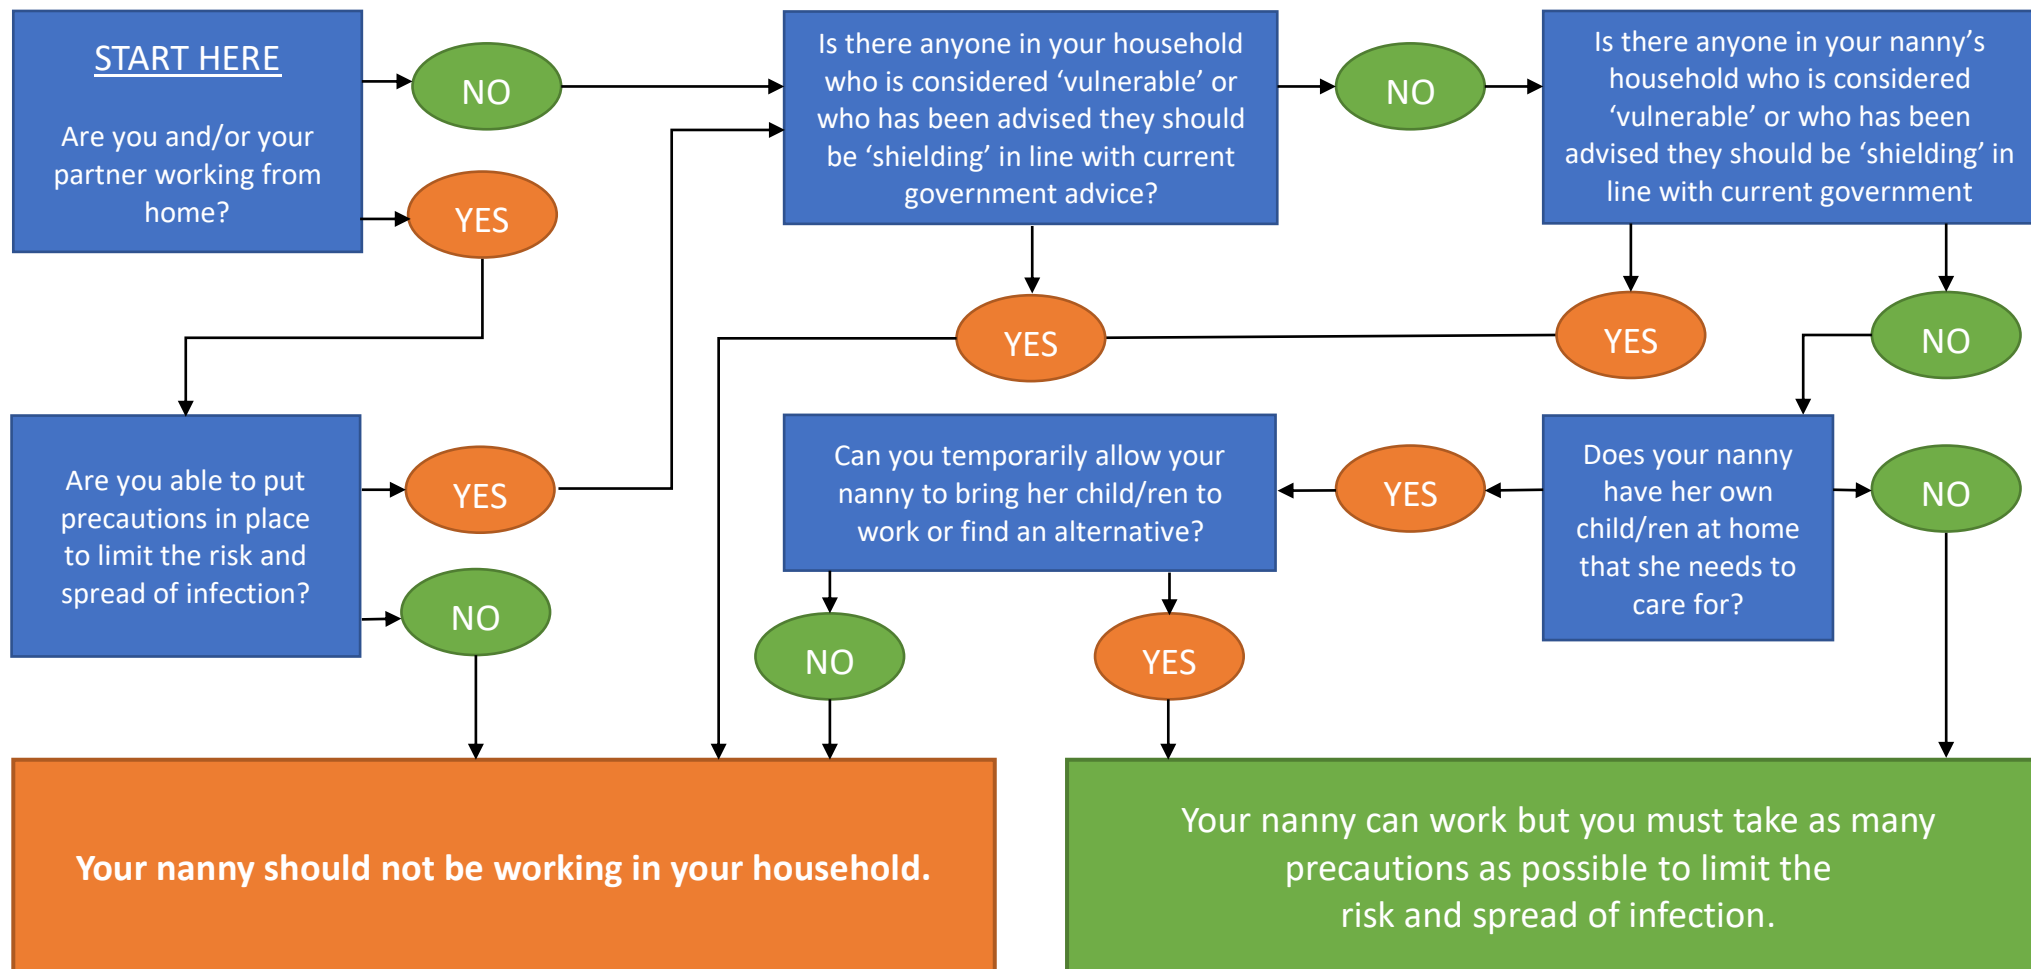 START HERE
Are you and/or your
partner working from
home?
NO
YES
Is there anyone in your household
who is considered ‘vulnerable’ or
who has been advised they should
be ‘shielding’ in line with current
government advice?
NO
YES
Is there anyone in your nanny’s
household who is considered
‘vulnerable’ or who has been
advised they should be ‘shielding’ in
line with current government
YES
NO
Are you able to put
precautions in place
to limit the risk and
spread of infection?
YES
NO
Can you temporarily allow your
nanny to bring her child/ren to
work or find an alternative?
NO
YES
YES
Does your nanny
have her own
child/ren at home
that she needs to
care for?
NO
Your nanny should not be working in your household.
Your nanny can work but you must take as many
precautions as possible to limit the
risk and spread of infection.